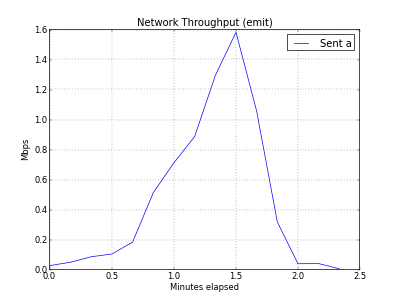 Network Throughput (emit)
Sent a
1.6
1.4
1.2
1.0
0.8
0.6
0.4
0.2
0.0
Mbps
0.0 0.5 1.0 1.5 2.0 2.5
Minutes elapsed